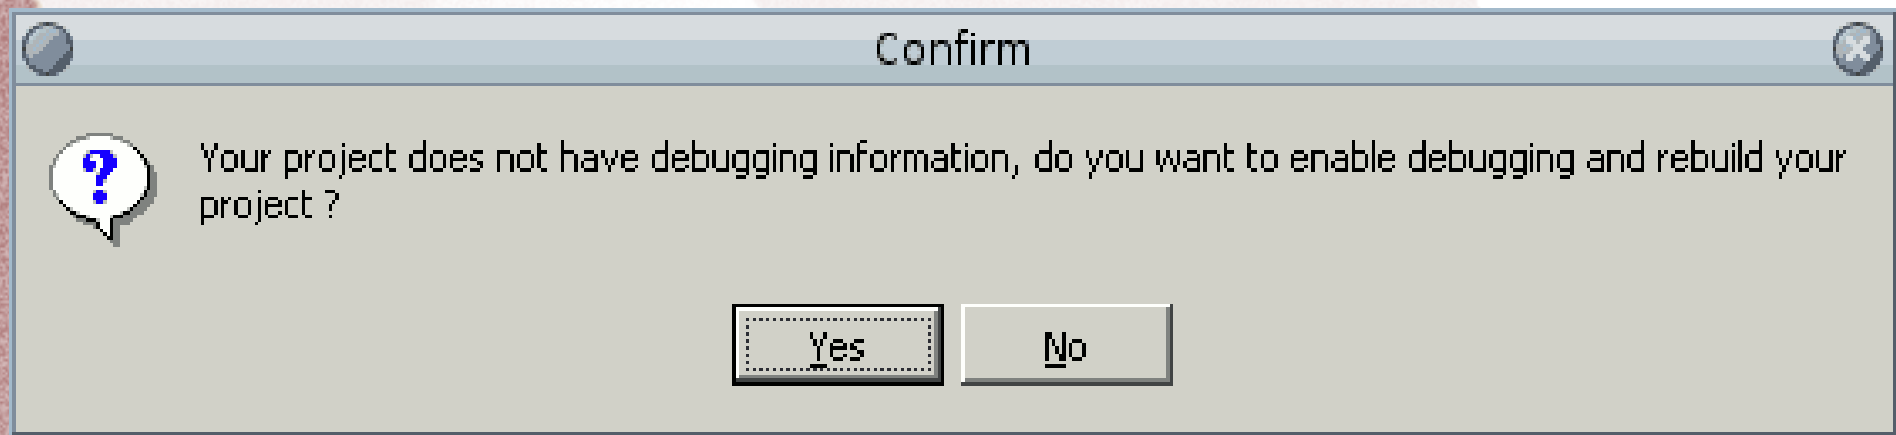 Confirm
Your project does not have debugging information, do you want to enable debugging and rebuild your
project ?
Yes No